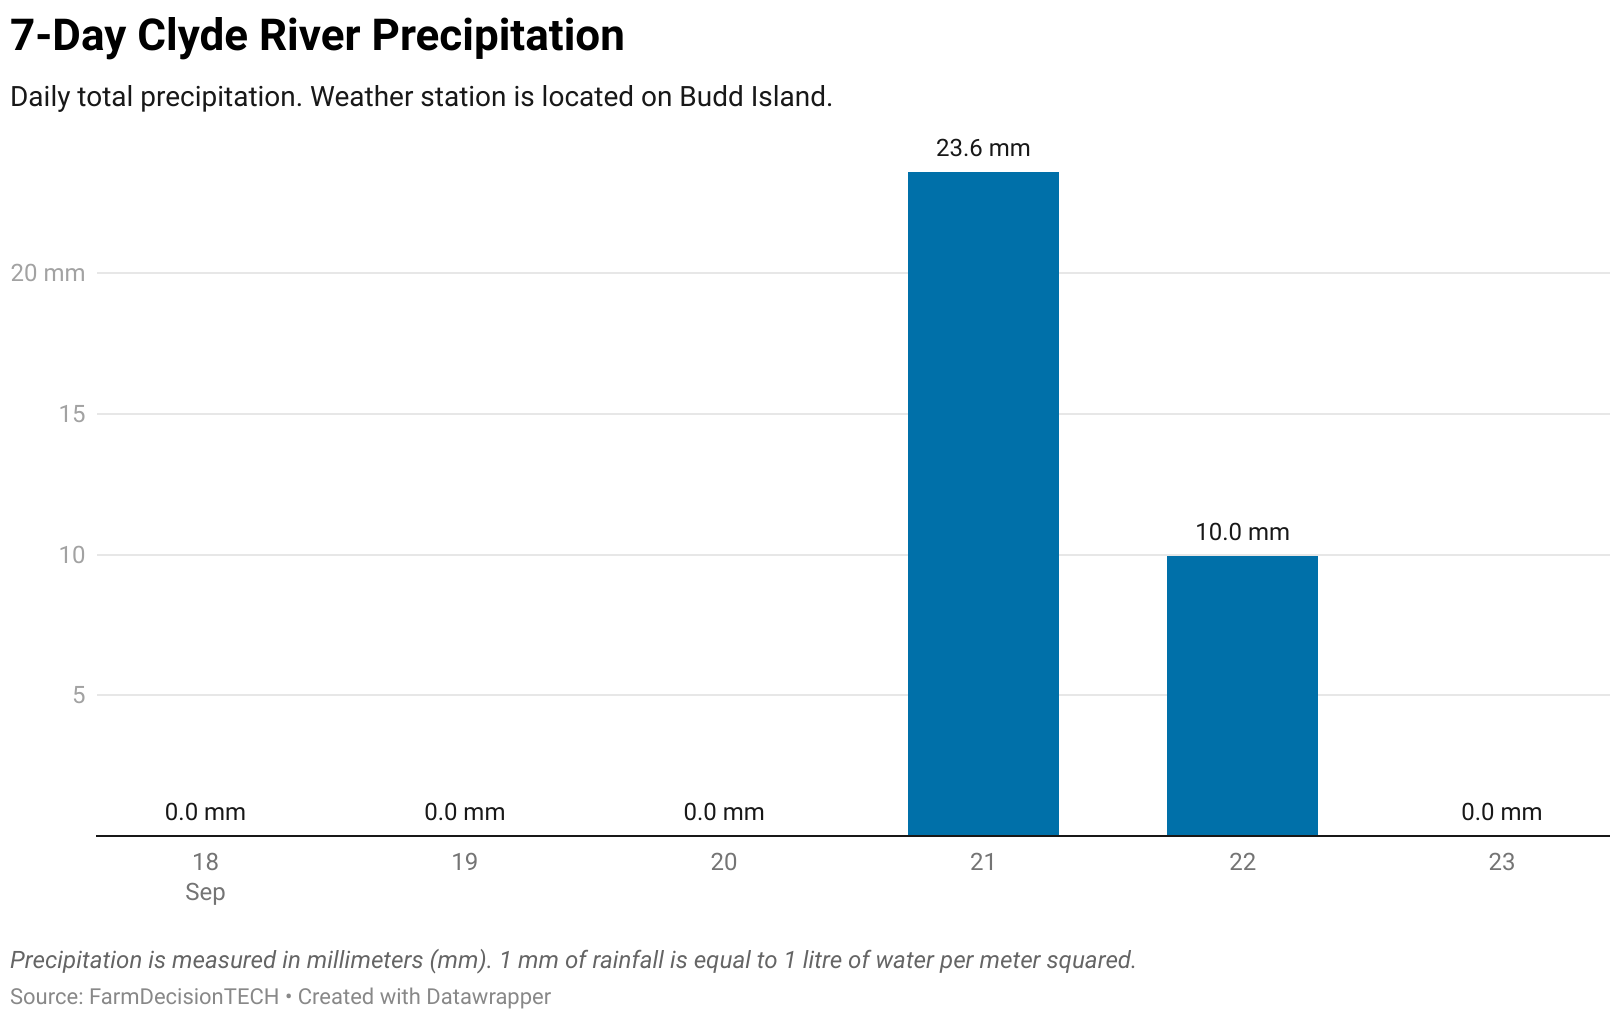 7-Day Clyde River Precipitation
Daily total precipitation. Weather station is located on Budd Island.
23.6 mm
20 mm
15
10.0 mm
10
5
0.0 mm 0.0 mm 0.0 mm 0.0 mm
18 19 20 21 22 23
Sep
Precipitation is measured in millimeters (mm). 1 mm of rainfall is equal to 1 litre of water per meter squared.
Source: FarmDecisionTECH • Created with Datawrapper